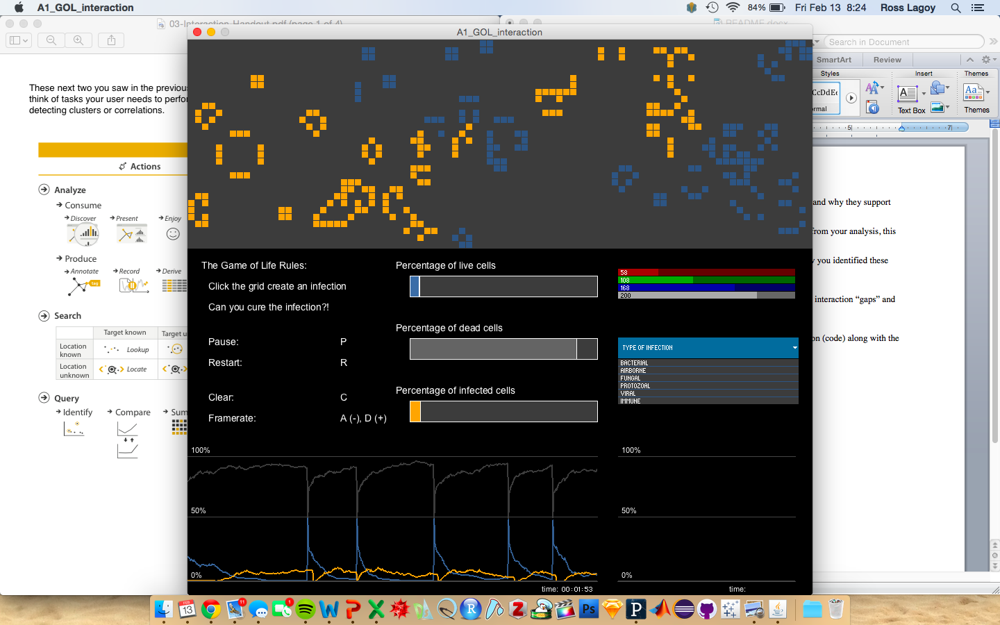 A1_GOL_interaction
84%
Fri Feb 13 8:24
Ross Lagoy
03-Interaction-Handout.pdf (page 1 of 4)
A1_GOL_interaction
README.docx
Search in Document
SmartArt
Review
Styles
Insert
Themes
Text Box
Themes
These next two you saw in the previous
think of tasks your user needs to perfor
detecting clusters or correlations.
Actions
Analyze
Consume
Discover
Present
Enjoy
Produce
Annotate
Record
Derive
tag
Search
Target known
Target u
Location known
Lookup
Location unknown
Locate
Query
Identify
Compare
Sum
and why they support
from your analysis, this
you identified these
interaction “gaps” and
on (code) along with the
The Game of Life Rules:
Click the grid create an infection
Can you cure the infection?!
Pause:
P
Restart:
R
Clear:
C
Framerate:
A (-), D (+)
Percentage of live cells
Percentage of dead cells
Percentage of infected cells
58
108
168
200
TYPE OF INFECTION
BACTERIAL
AIRBORNE
FUNGAL
PROTOZOAL
VIRAL
IMMUNE
100%
50%
0%
time: 00:01:53
100%
50%
0%
time: